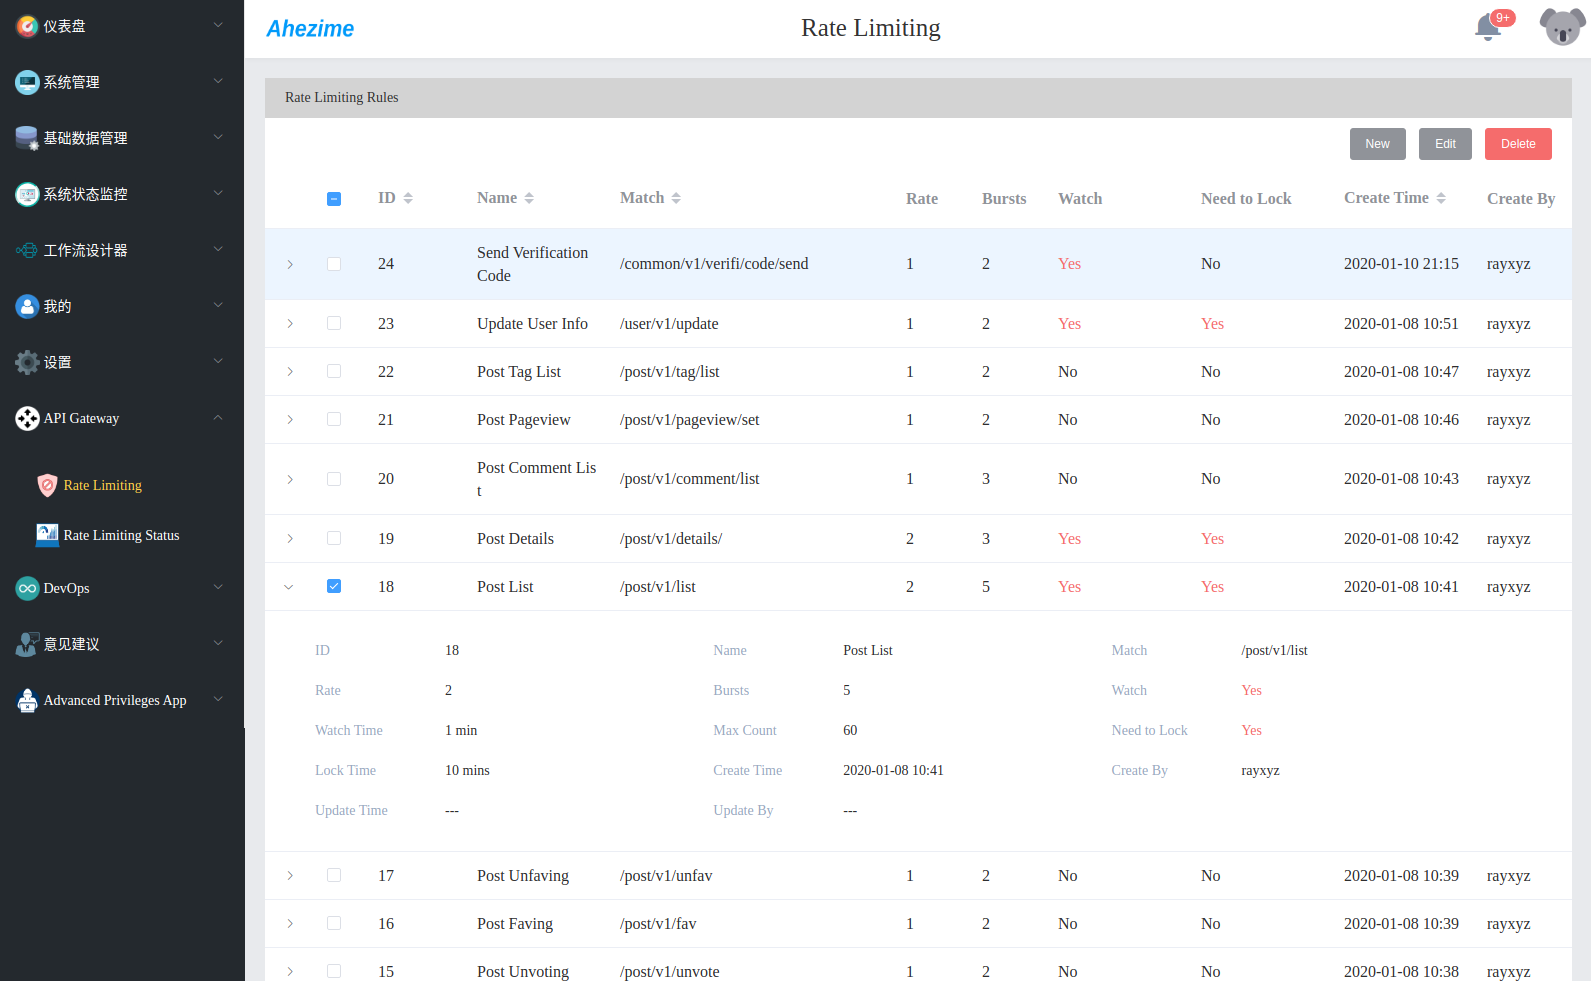 仪表盘
系统管理
基础数据管理
系统状态监控
工作流设计器
我的
设置
API Gateway
Rate Limiting
Rate Limiting Status
DevOps
意见建议
Advanced Privileges App
Ahezime
Rate Limiting
9+
Rate Limiting Rules
New Edit Delete
ID Name Match Rate Bursts Watch Need to Lock Create Time Create By
24 Send Verification Code /common/v1/verifi/code/send 1 2 Yes No 2020-01-10 21:15 rayxyz
23 Update User Info /user/v1/update 1 2 Yes Yes 2020-01-08 10:51 rayxyz
22 Post Tag List /post/v1/tag/list 1 2 No No 2020-01-08 10:47 rayxyz
21 Post Pageview /post/v1/pageview/set 1 2 No No 2020-01-08 10:46 rayxyz
20 Post Comment List /post/v1/comment/list 1 3 No No 2020-01-08 10:43 rayxyz
19 Post Details /post/v1/details/ 2 3 Yes Yes 2020-01-08 10:42 rayxyz
18 Post List /post/v1/list 2 5 Yes Yes 2020-01-08 10:41 rayxyz
ID 18 Name Post List Match /post/v1/list
Rate 2 Bursts 5 Watch Yes
Watch Time 1 min Max Count 60 Need to Lock Yes
Lock Time 10 mins Create Time 2020-01-08 10:41 Create By rayxyz
Update Time --- Update By ---
17 Post Unfaving /post/v1/unfav 1 2 No No 2020-01-08 10:39 rayxyz
16 Post Faving /post/v1/fav 1 2 No No 2020-01-08 10:39 rayxyz
15 Post Unvoting /post/v1/unvote 1 2 No No 2020-01-08 10:38 rayxyz